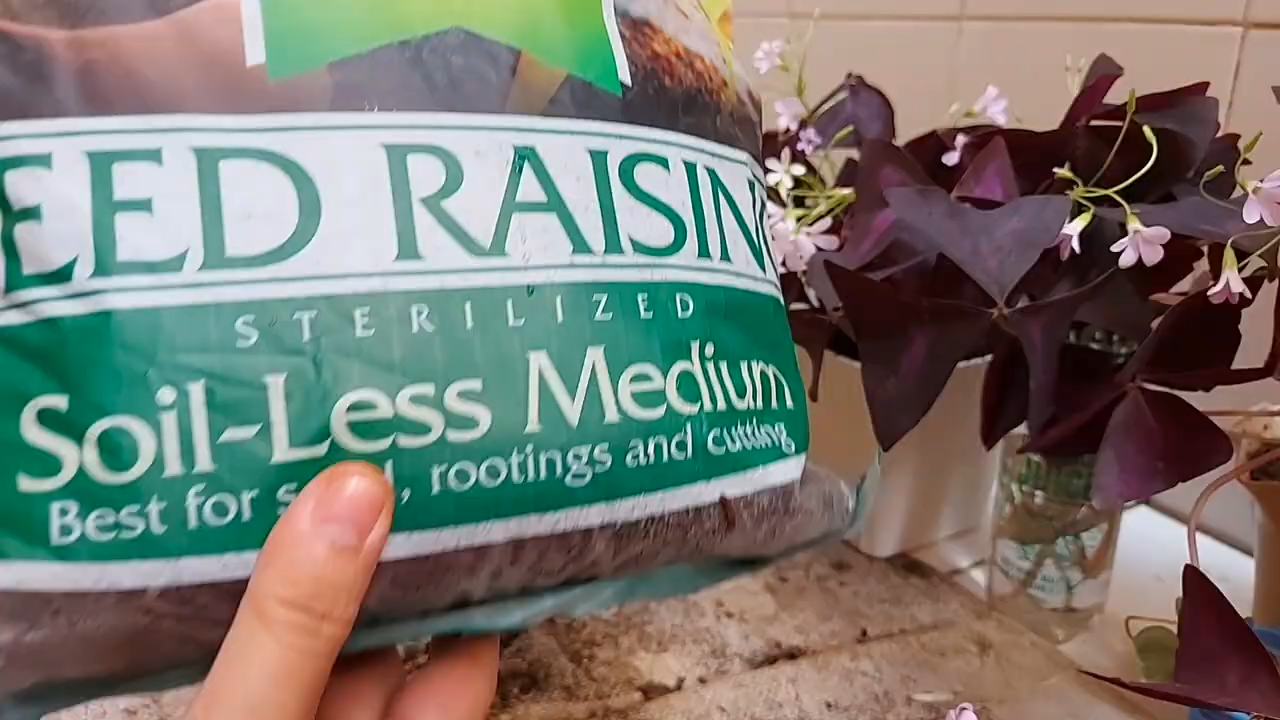 EED RAISIN
STERILIZED
Soil-Less Medium
Best for , rootings and cutting